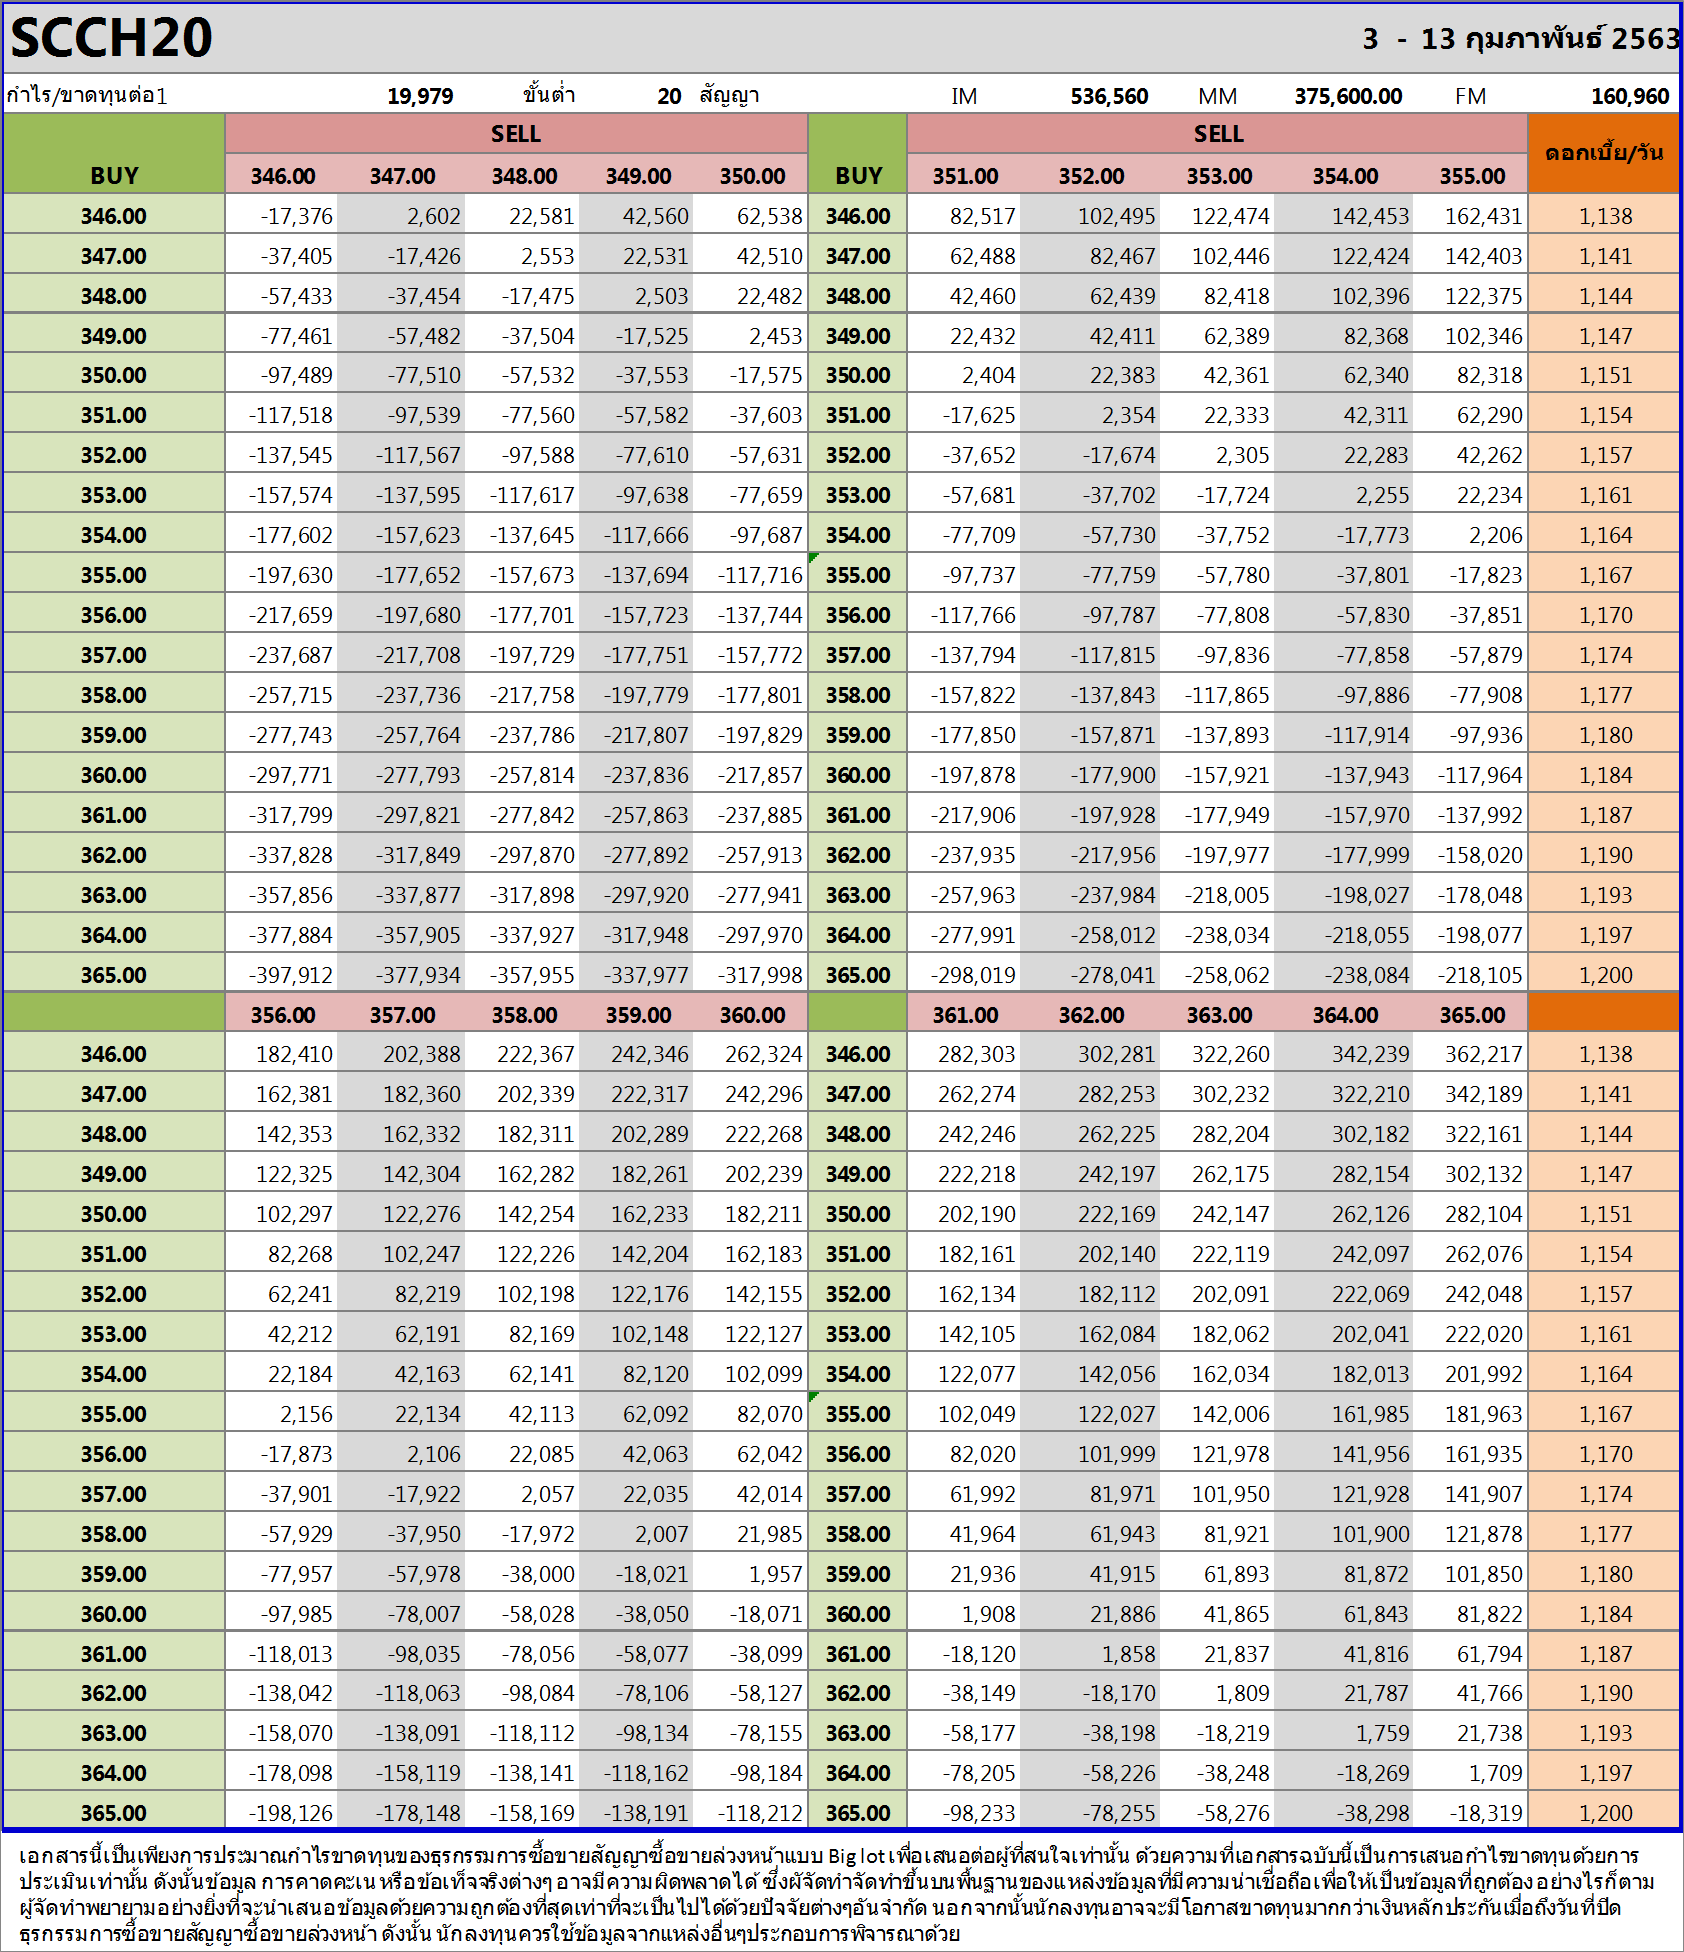 SCCH20 3 - 13 กุมภาพันธ์ 2563
กำไร/ขาดทุนต่อ1 19,979 ขั้นต่ำ 20 สัญญา IM 536,560 MM 375,600.00 FM 160,960
SELL SELL
ดอกเบี้ย/วัน
BUY 346.00 347.00 348.00 349.00 350.00 BUY 351.00 352.00 353.00 354.00 355.00
346.00 -17,376 2,602 22,581 42,560 62,538 346.00 82,517 102,495 122,474 142,453 162,431 1,138
347.00 -37,405 -17,426 2,553 22,531 42,510 347.00 62,488 82,467 102,446 122,424 142,403 1,141
348.00 -57,433 -37,454 -17,475 2,503 22,482 348.00 42,460 62,439 82,418 102,396 122,375 1,144
349.00 -77,461 -57,482 -37,504 -17,525 2,453 349.00 22,432 42,411 62,389 82,368 102,346 1,147
350.00 -97,489 -77,510 -57,532 -37,553 -17,575 350.00 2,404 22,383 42,361 62,340 82,318 1,151
351.00 -117,518 -97,539 -77,560 -57,582 -37,603 351.00 -17,625 2,354 22,333 42,311 62,290 1,154
352.00 -137,545 -117,567 -97,588 -77,610 -57,631 352.00 -37,652 -17,674 2,305 22,283 42,262 1,157
353.00 -157,574 -137,595 -117,617 -97,638 -77,659 353.00 -57,681 -37,702 -17,724 2,255 22,234 1,161
354.00 -177,602 -157,623 -137,645 -117,666 -97,687 354.00 -77,709 -57,730 -37,752 -17,773 2,206 1,164
355.00 -197,630 -177,652 -157,673 -137,694 -117,716 355.00 -97,737 -77,759 -57,780 -37,801 -17,823 1,167
356.00 -217,659 -197,680 -177,701 -157,723 -137,744 356.00 -117,766 -97,787 -77,808 -57,830 -37,851 1,170
357.00 -237,687 -217,708 -197,729 -177,751 -157,772 357.00 -137,794 -117,815 -97,836 -77,858 -57,879 1,174
358.00 -257,715 -237,736 -217,758 -197,779 -177,801 358.00 -157,822 -137,843 -117,865 -97,886 -77,908 1,177
359.00 -277,743 -257,764 -237,786 -217,807 -197,829 359.00 -177,850 -157,871 -137,893 -117,914 -97,936 1,180
360.00 -297,771 -277,793 -257,814 -237,836 -217,857 360.00 -197,878 -177,900 -157,921 -137,943 -117,964 1,184
361.00 -317,799 -297,821 -277,842 -257,863 -237,885 361.00 -217,906 -197,928 -177,949 -157,970 -137,992 1,187
362.00 -337,828 -317,849 -297,870 -277,892 -257,913 362.00 -237,935 -217,956 -197,977 -177,999 -158,020 1,190
363.00 -357,856 -337,877 -317,898 -297,920 -277,941 363.00 -257,963 -237,984 -218,005 -198,027 -178,048 1,193
364.00 -377,884 -357,905 -337,927 -317,948 -297,970 364.00 -277,991 -258,012 -238,034 -218,055 -198,077 1,197
365.00 -397,912 -377,934 -357,955 -337,977 -317,998 365.00 -298,019 -278,041 -258,062 -238,084 -218,105 1,200
356.00 357.00 358.00 359.00 360.00 361.00 362.00 363.00 364.00 365.00
346.00 182,410 202,388 222,367 242,346 262,324 346.00 282,303 302,281 322,260 342,239 362,217 1,138
347.00 162,381 182,360 202,339 222,317 242,296 347.00 262,274 282,253 302,232 322,210 342,189 1,141
348.00 142,353 162,332 182,311 202,289 222,268 348.00 242,246 262,225 282,204 302,182 322,161 1,144
349.00 122,325 142,304 162,282 182,261 202,239 349.00 222,218 242,197 262,175 282,154 302,132 1,147
350.00 102,297 122,276 142,254 162,233 182,211 350.00 202,190 222,169 242,147 262,126 282,104 1,151
351.00 82,268 102,247 122,226 142,204 162,183 351.00 182,161 202,140 222,119 242,097 262,076 1,154
352.00 62,241 82,219 102,198 122,176 142,155 352.00 162,134 182,112 202,091 222,069 242,048 1,157
353.00 42,212 62,191 82,169 102,148 122,127 353.00 142,105 162,084 182,062 202,041 222,020 1,161
354.00 22,184 42,163 62,141 82,120 102,099 354.00 122,077 142,056 162,034 182,013 201,992 1,164
355.00 2,156 22,134 42,113 62,092 82,070 355.00 102,049 122,027 142,006 161,985 181,963 1,167
356.00 -17,873 2,106 22,085 42,063 62,042 356.00 82,020 101,999 121,978 141,956 161,935 1,170
357.00 -37,901 -17,922 2,057 22,035 42,014 357.00 61,992 81,971 101,950 121,928 141,907 1,174
358.00 -57,929 -37,950 -17,972 2,007 21,985 358.00 41,964 61,943 81,921 101,900 121,878 1,177
359.00 -77,957 -57,978 -38,000 -18,021 1,957 359.00 21,936 41,915 61,893 81,872 101,850 1,180
360.00 -97,985 -78,007 -58,028 -38,050 -18,071 360.00 1,908 21,886 41,865 61,843 81,822 1,184
361.00 -118,013 -98,035 -78,056 -58,077 -38,099 361.00 -18,120 1,858 21,837 41,816 61,794 1,187
362.00 -138,042 -118,063 -98,084 -78,106 -58,127 362.00 -38,149 -18,170 1,809 21,787 41,766 1,190
363.00 -158,070 -138,091 -118,112 -98,134 -78,155 363.00 -58,177 -38,198 -18,219 1,759 21,738 1,193
364.00 -178,098 -158,119 -138,141 -118,162 -98,184 364.00 -78,205 -58,226 -38,248 -18,269 1,709 1,197
365.00 -198,126 -178,148 -158,169 -138,191 -118,212 365.00 -98,233 -78,255 -58,276 -38,298 -18,319 1,200
เอกสารนี้เป็นเพียงการประมาณกำไรขาดทุนของธุรกรรมการซื้อขายสัญญาซื้อขายล่วงหน้าแบบ Big lot เพื่อเสนอต่อผู้ที่สนใจเท่านั้น ด้วยความที่เอกสารฉบับนี้เป็นการเสนอกำไรขาดทุนด้วยการ
ประเมินเท่านั้น ดังนั้นข้อมูล การคาดคะเน หรือข้อเท็จจริงต่างๆ อาจมีความผิดพลาดได้ ซึ่งผู้จัดทำจัดทำขึ้นบนพื้นฐานของแหล่งข้อมูลที่มีความน่าเชื่อถือเพื่อให้เป็นข้อมูลที่ถูกต้อง อย่างไรก็ตาม
ผู้จัดทำพยายามอย่างยิ่งที่จะนำเสนอข้อมูลด้วยความถูกต้องที่สุดเท่าที่จะเป็นไปได้ด้วยปัจจัยต่างๆอันจำกัด นอกจากนั้นนักลงทุนอาจจะมีโอกาสขาดทุนมากกว่าเงินหลักประกันเมื่อถึงวันที่ปิด
ธุรกรรมการซื้อขายสัญญาซื้อขายล่วงหน้า ดังนั้น นักลงทุนควรใช้ข้อมูลจากแหล่งอื่นๆประกอบการพิจารณาด้วย